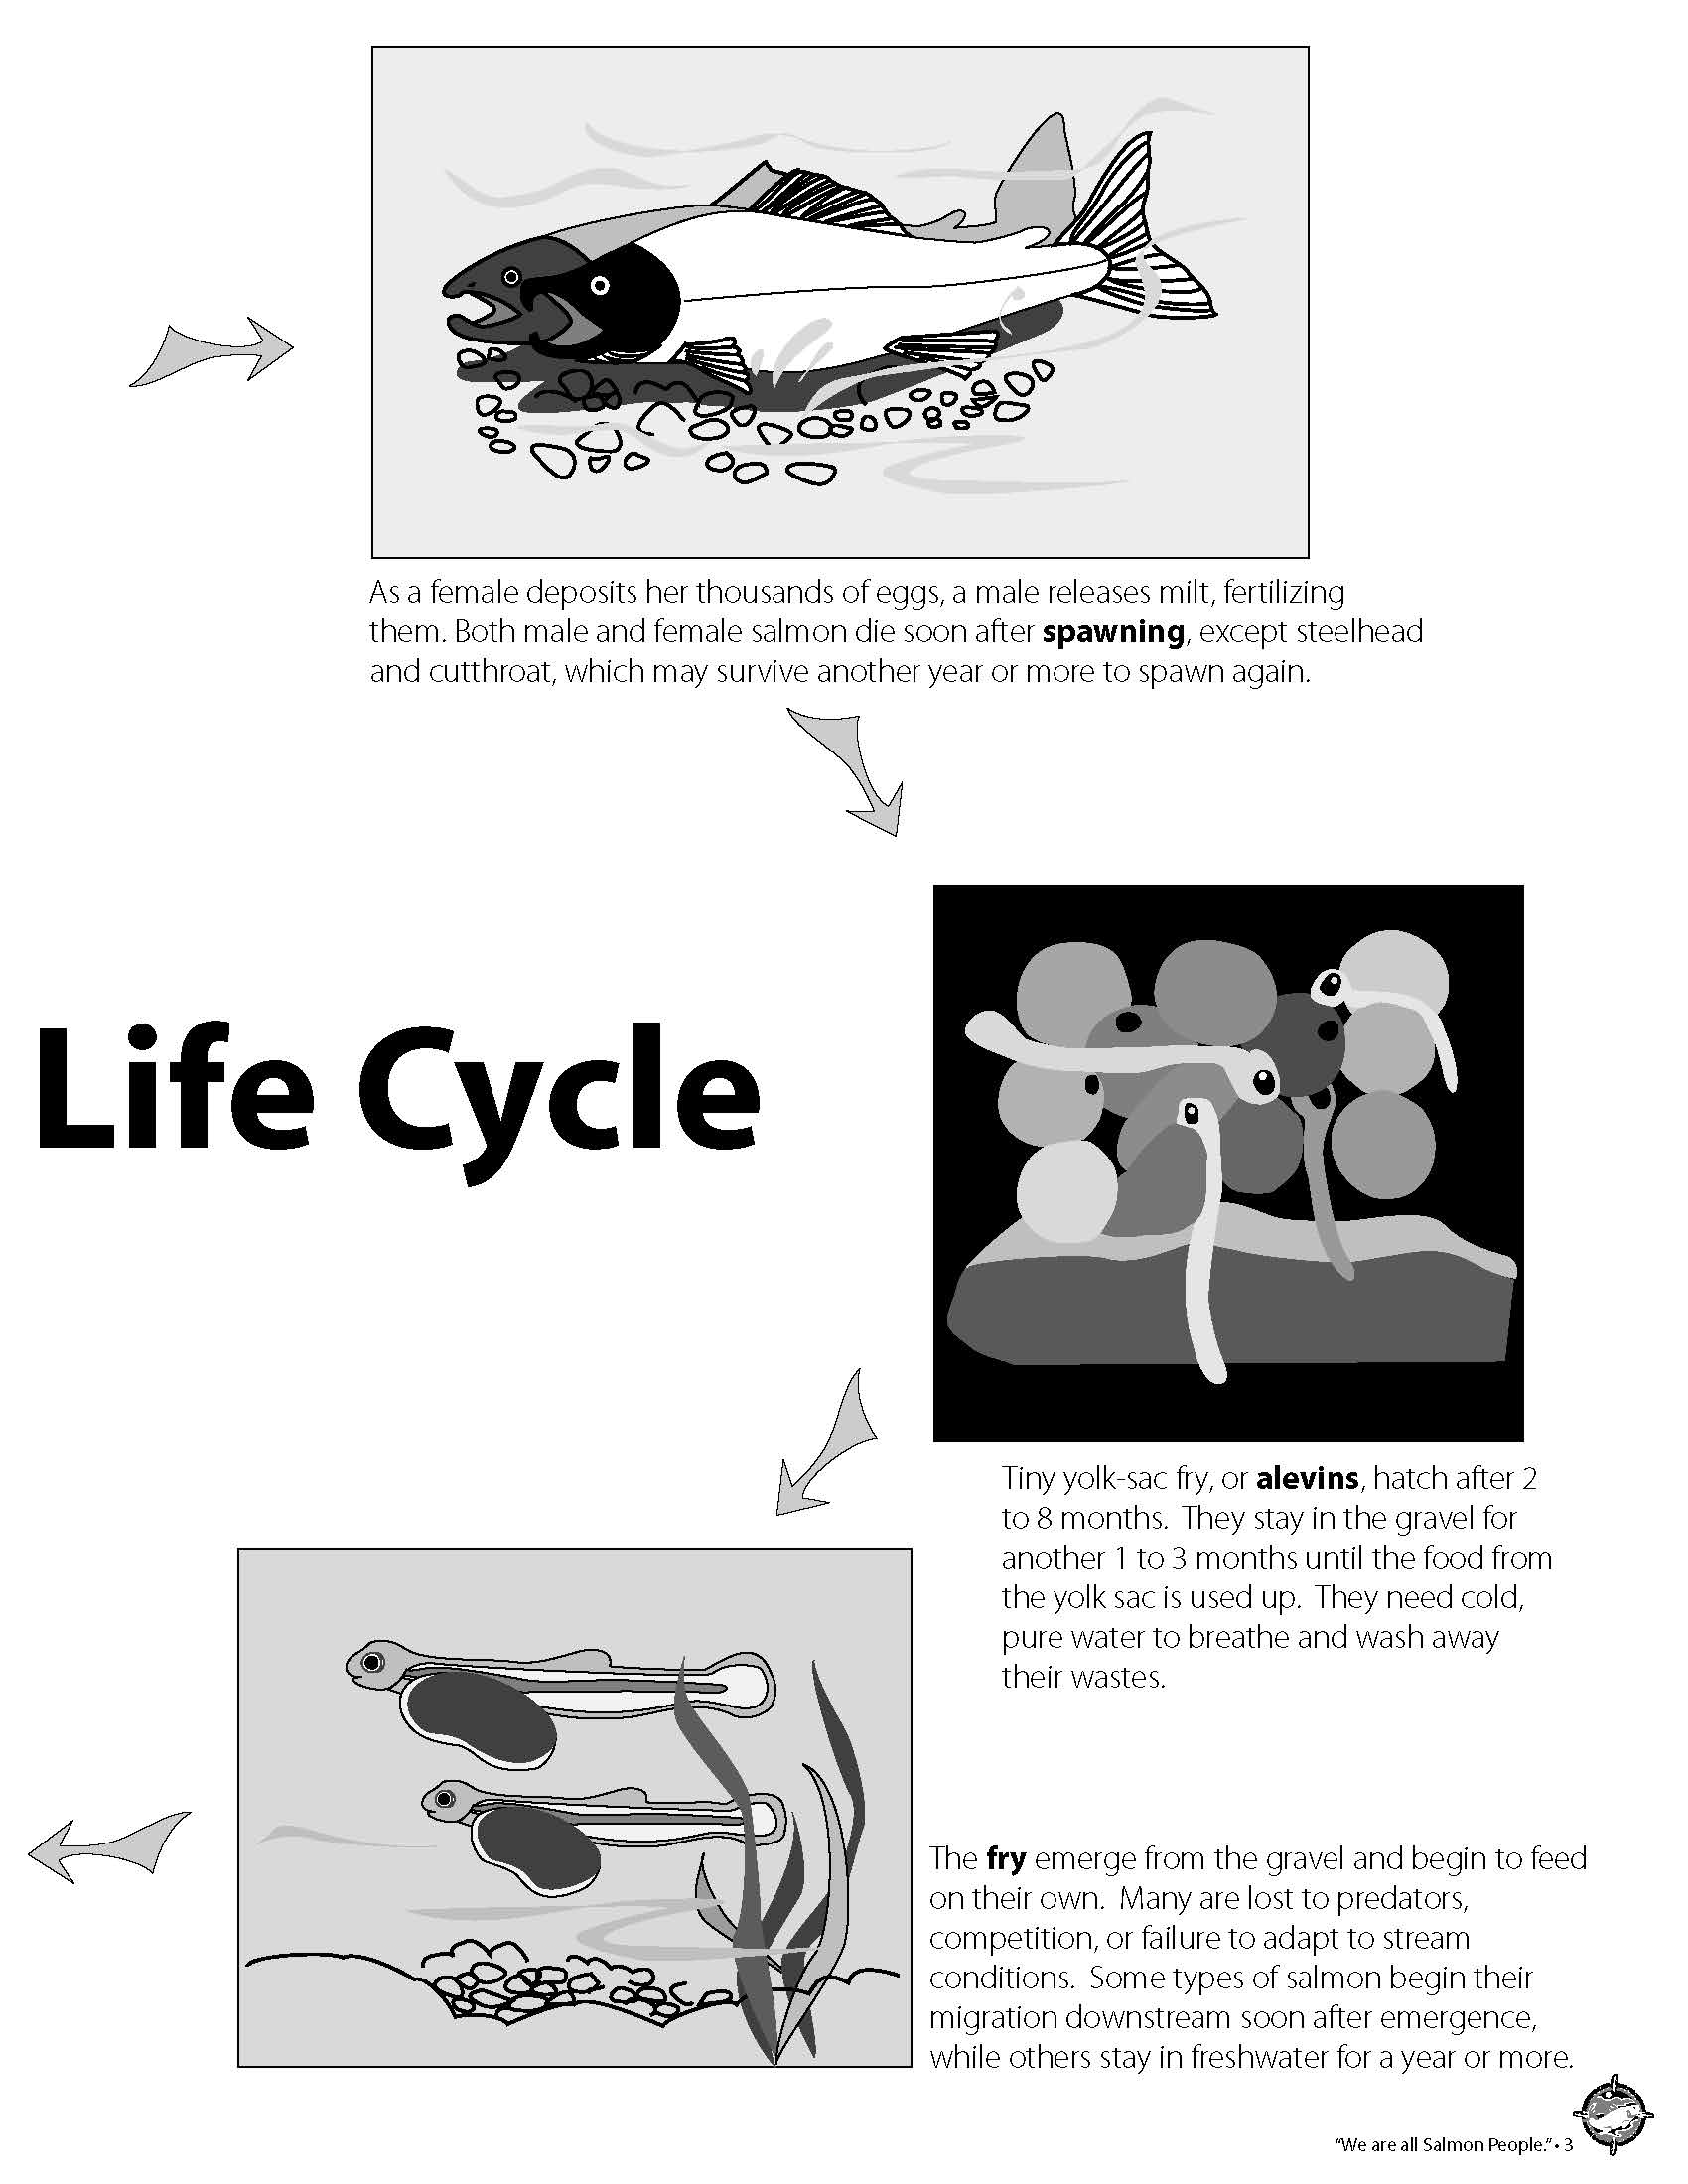 As a female deposits her thousands of eggs, a male releases milt, fertilizing
them. Both male and female salmon die soon after spawning, except steelhead
and cutthroat, which may survive another year or more to spawn again.
Life Cycle
Tiny yolk-sac fry, or alevins, hatch after 2
to 8 months. They stay in the gravel for
another 1 to 3 months until the food from
the yolk sac is used up. They need cold,
pure water to breathe and wash away
their wastes.
The fry emerge from the gravel and begin to feed
on their own. Many are lost to predators,
competition, or failure to adapt to stream
conditions. Some types of salmon begin their
migration downstream soon after emergence,
while others stay in freshwater for a year or more.
“We are all Salmon People.” • 3